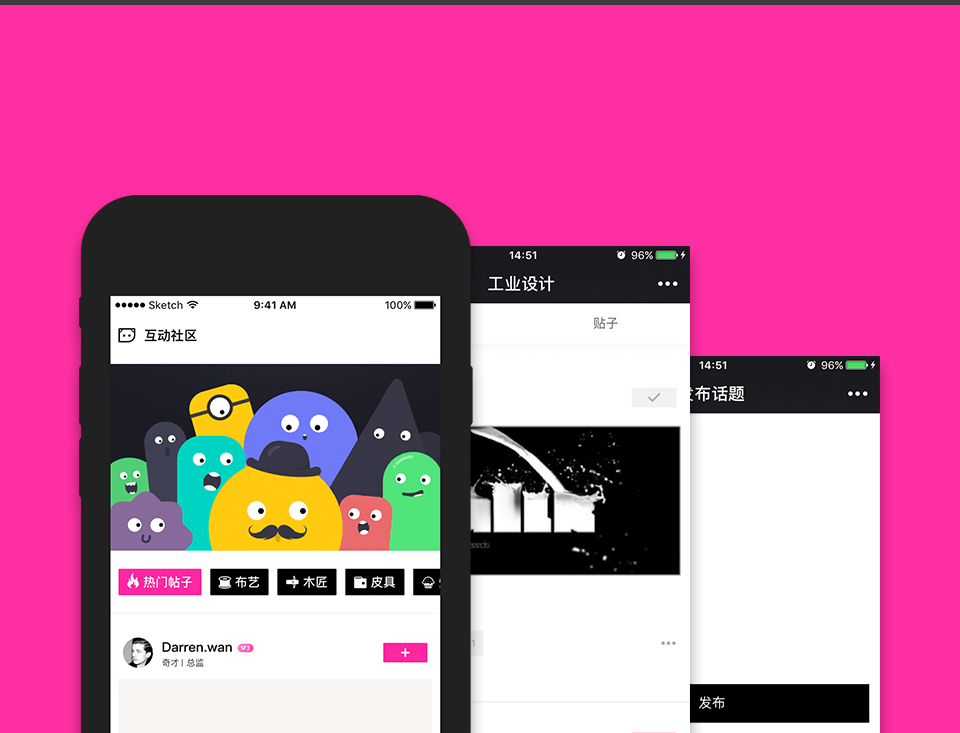 Sketch 9:41 AM 100%
互动社区
热门帖子 布艺 木匠 皮具
Darren.wan V3
奇才 | 总监
14:51 96%
工业设计
贴子
14:51 96%
布话题
发布